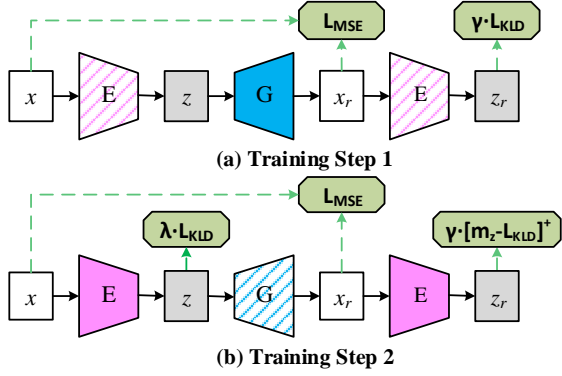 L_MSE γ·L_KLD
x E z G x_r E z_r
(a) Training Step 1
L_MSE
λ·L_KLD γ·[m_z-L_KLD]^+
x E z G x_r E z_r
(b) Training Step 2